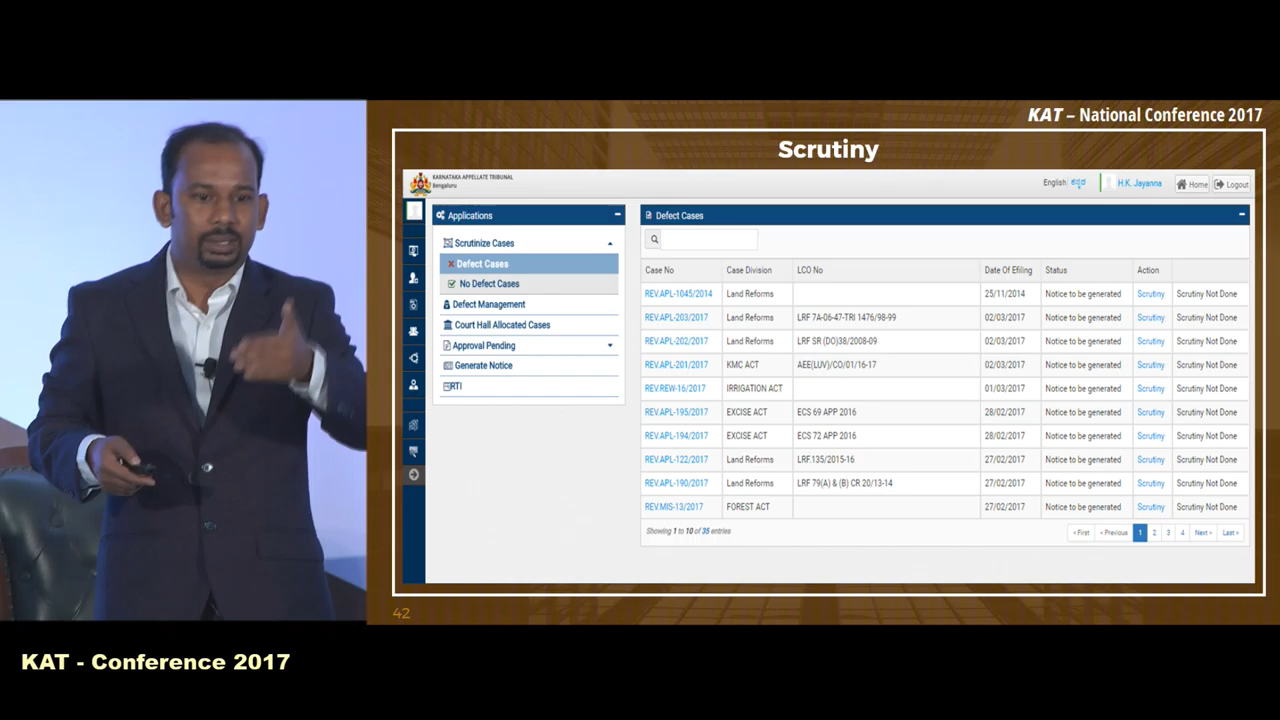 KAT – National Conference 2017
Scrutiny
KARNATAKA APPELLATE TRIBUNAL
Bengaluru
English ಕನ್ನಡ H.K. Jayanna Home Logout
Applications
Scrutinize Cases
Defect Cases
No Defect Cases
Defect Management
Court Hall Allocated Cases
Approval Pending
Generate Notice
RTI
Defect Cases
Case No Case Division LCO No Date Of Efiling Status Action
REV.APL-1045/2014 Land Reforms 25/11/2014 Notice to be generated Scrutiny Scrutiny Not Done
REV.APL-203/2017 Land Reforms LRF 7A-06-47-TRI 1476/98-99 02/03/2017 Notice to be generated Scrutiny Scrutiny Not Done
REV.APL-202/2017 Land Reforms LRF SR (DO)38/2008-09 02/03/2017 Notice to be generated Scrutiny Scrutiny Not Done
REV.APL-201/2017 KMC ACT AEE(LUV)/CO/01/16-17 02/03/2017 Notice to be generated Scrutiny Scrutiny Not Done
REV.REW-16/2017 IRRIGATION ACT 01/03/2017 Notice to be generated Scrutiny Scrutiny Not Done
REV.APL-195/2017 EXCISE ACT ECS 69 APP 2016 28/02/2017 Notice to be generated Scrutiny Scrutiny Not Done
REV.APL-194/2017 EXCISE ACT ECS 72 APP 2016 28/02/2017 Notice to be generated Scrutiny Scrutiny Not Done
REV.APL-122/2017 Land Reforms LRF.135/2015-16 27/02/2017 Notice to be generated Scrutiny Scrutiny Not Done
REV.APL-190/2017 Land Reforms LRF 79(A) & (B) CR 20/13-14 27/02/2017 Notice to be generated Scrutiny Scrutiny Not Done
REV.MIS-13/2017 FOREST ACT 27/02/2017 Notice to be generated Scrutiny Scrutiny Not Done
Showing 1 to 10 of 35 entries
« First « Previous 1 2 3 4 Next » Last »
42
KAT - Conference 2017